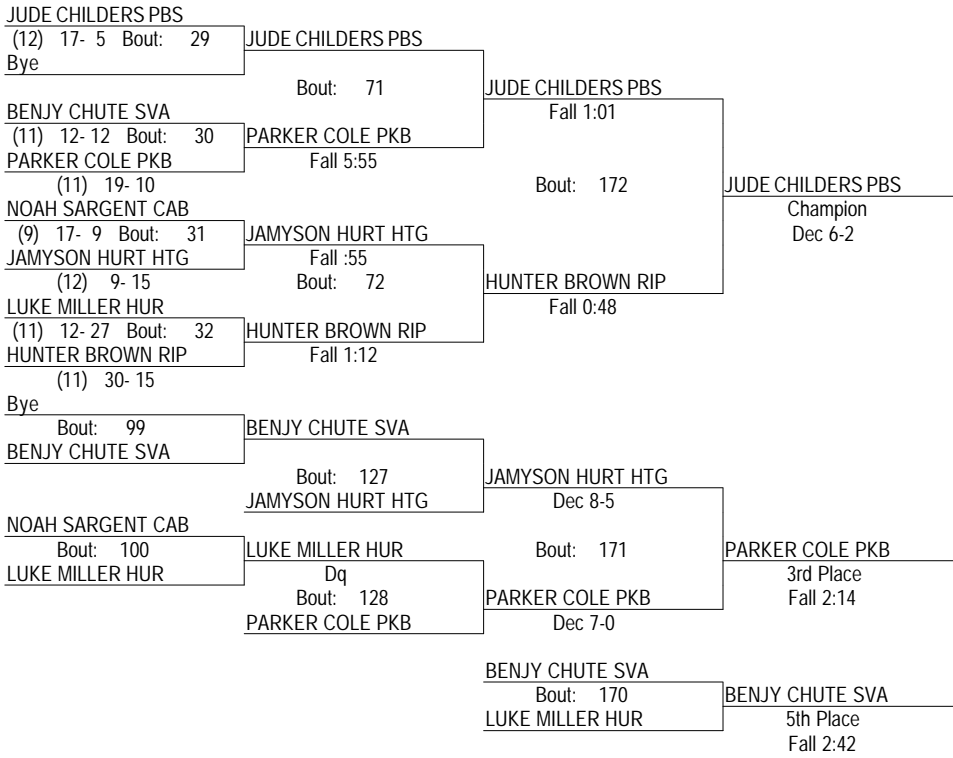 JUDE CHILDERS PBS
(12) 17- 5 Bout: 29 JUDE CHILDERS PBS
Bye
Bout: 71 JUDE CHILDERS PBS
BENJY CHUTE SVA Fall 1:01
(11) 12- 12 Bout: 30 PARKER COLE PKB
PARKER COLE PKB Fall 5:55
(11) 19- 10 Bout: 172 JUDE CHILDERS PBS
NOAH SARGENT CAB Champion
(9) 17- 9 Bout: 31 JAMYSON HURT HTG Dec 6-2
JAMYSON HURT HTG Fall :55
(12) 9- 15 Bout: 72 HUNTER BROWN RIP
LUKE MILLER HUR Fall 0:48
(11) 12- 27 Bout: 32 HUNTER BROWN RIP
HUNTER BROWN RIP Fall 1:12
(11) 30- 15
Bye
Bout: 99 BENJY CHUTE SVA
BENJY CHUTE SVA
Bout: 127 JAMYSON HURT HTG
JAMYSON HURT HTG Dec 8-5
NOAH SARGENT CAB
Bout: 100 LUKE MILLER HUR Bout: 171 PARKER COLE PKB
LUKE MILLER HUR Dq 3rd Place
Bout: 128 PARKER COLE PKB Fall 2:14
PARKER COLE PKB Dec 7-0
BENJY CHUTE SVA
Bout: 170 BENJY CHUTE SVA
LUKE MILLER HUR 5th Place
Fall 2:42